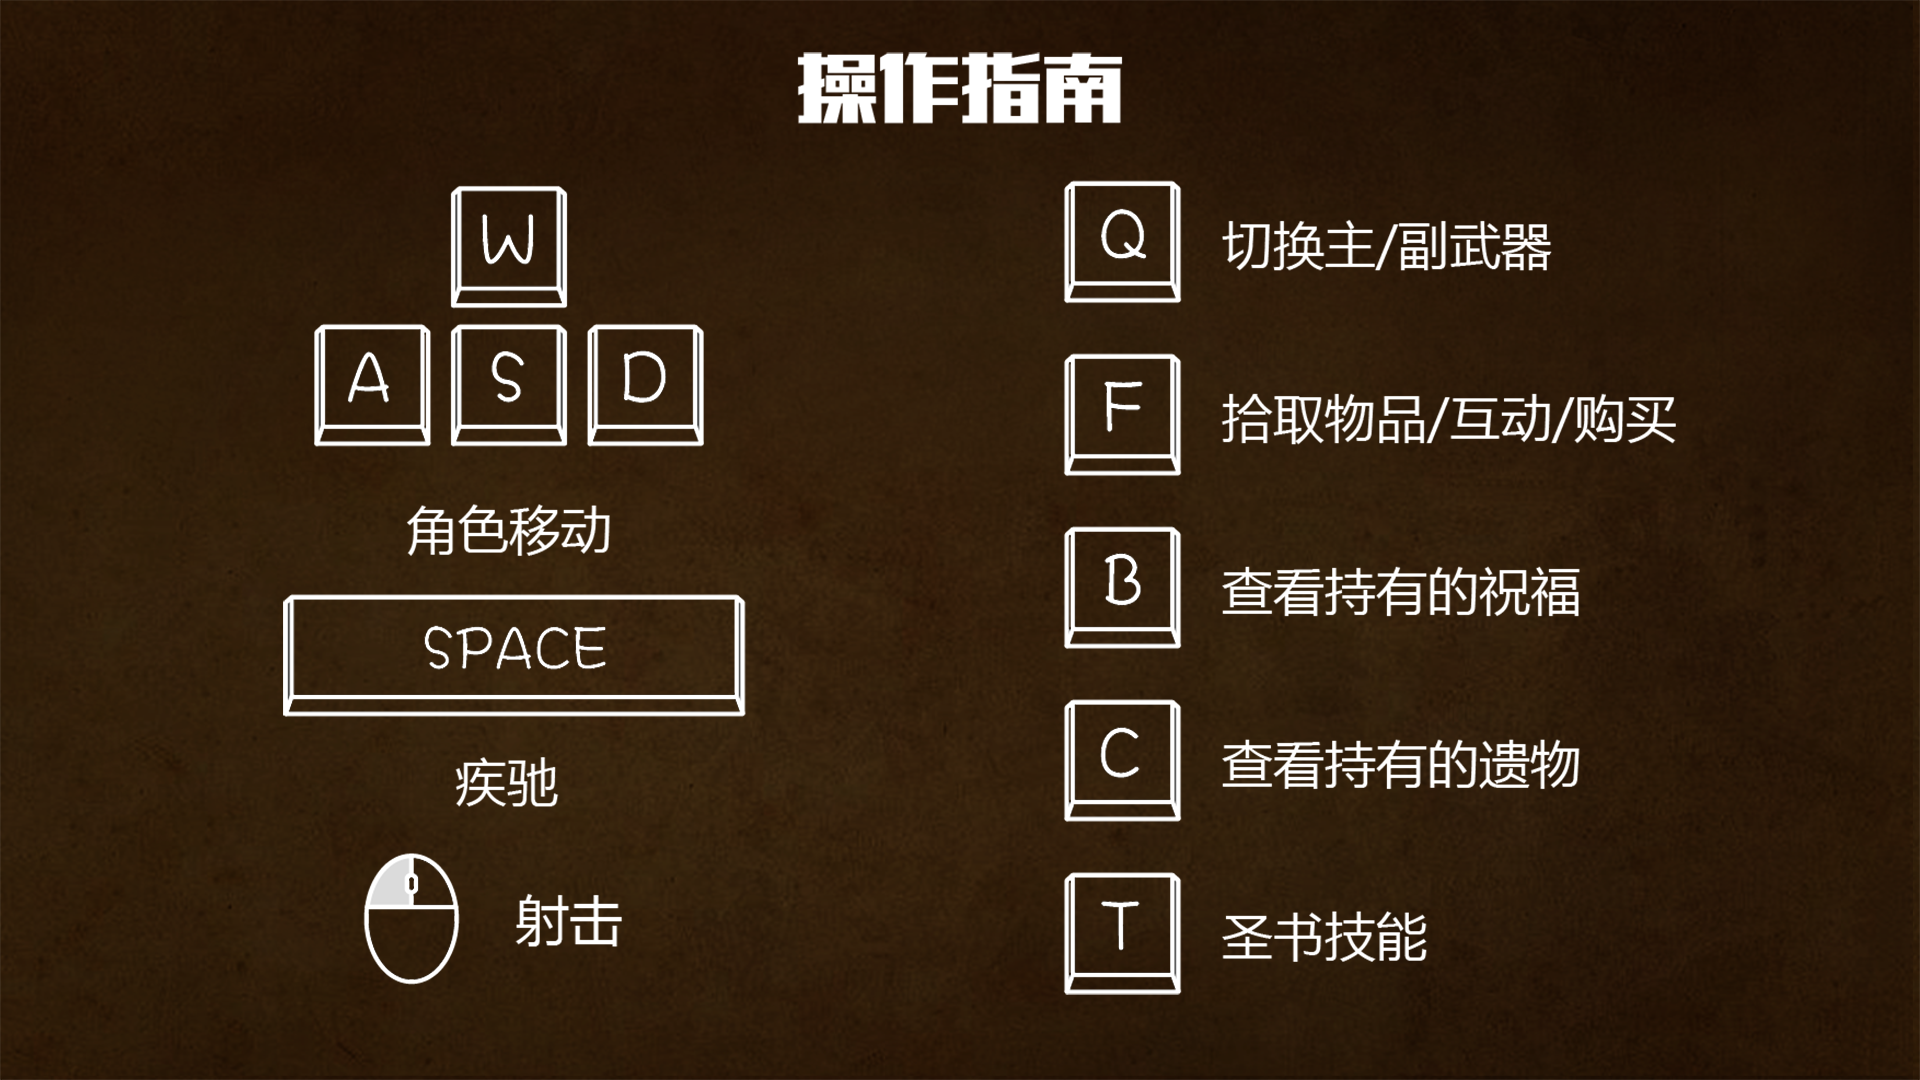 操作指南
W
A S D
角色移动
SPACE
疾驰
射击
Q 切换主/副武器
F 拾取物品/互动/购买
B 查看持有的祝福
C 查看持有的遗物
T 圣书技能